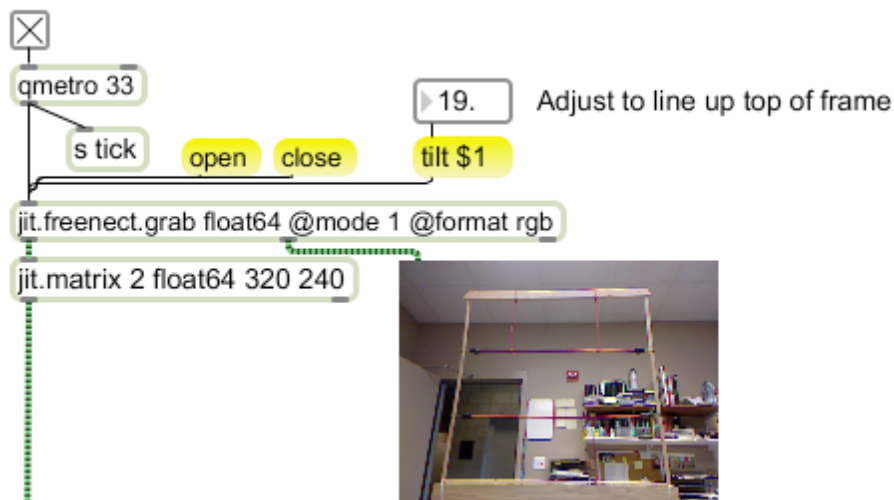 qmetro 33
19.
Adjust to line up top of frame
s tick
open
close
tilt $1
jit.freenect.grab float64 @mode 1 @format rgb
jit.matrix 2 float64 320 240